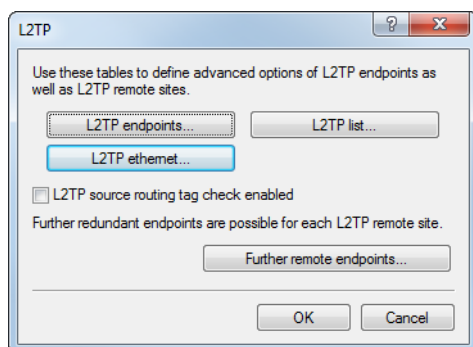 L2TP
Use these tables to define advanced options of L2TP endpoints as
well as L2TP remote sites.
L2TP endpoints... L2TP list...
L2TP ethernet...
L2TP source routing tag check enabled
Further redundant endpoints are possible for each L2TP remote site.
Further remote endpoints...
OK Cancel